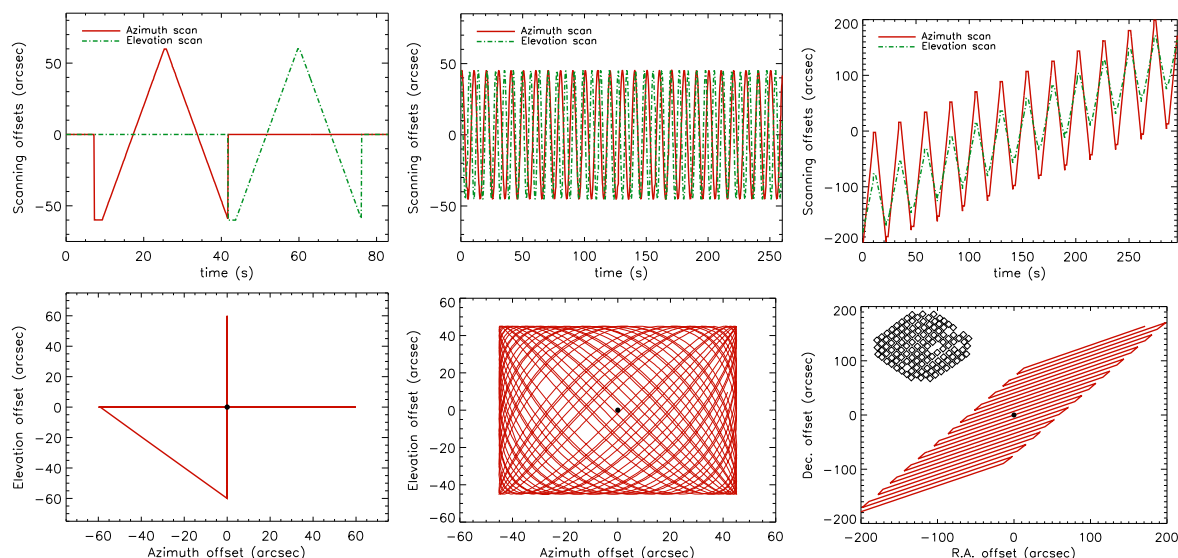 Azimuth scan
Elevation scan
Scanning offsets (arcsec)
50
0
−50
0 20 40 60 80
time (s)
Azimuth scan
Elevation scan
Scanning offsets (arcsec)
50
0
−50
0 50 100 150 200 250
time (s)
Azimuth scan
Elevation scan
Scanning offsets (arcsec)
200
100
0
−100
−200
0 50 100 150 200 250
time (s)
Elevation offset (arcsec)
60
40
20
0
−20
−40
−60
−60 −40 −20 0 20 40 60
Azimuth offset (arcsec)
Elevation offset (arcsec)
60
40
20
0
−20
−40
−60
−60 −40 −20 0 20 40 60
Azimuth offset (arcsec)
Dec. offset (arcsec)
200
100
0
−100
−200
−200 −100 0 100 200
R.A. offset (arcsec)